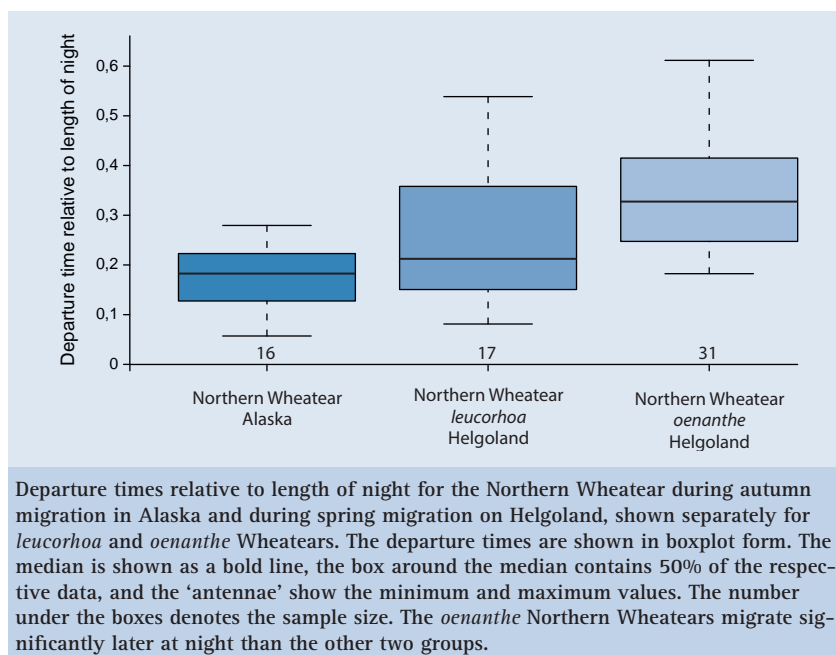 Departure time relative to length of night
0,6
0,5
0,4
0,3
0,2
0,1
0
16
17
31
Northern Wheatear
Alaska
Northern Wheatear
leucorhoa
Helgoland
Northern Wheatear
oenanthe
Helgoland
Departure times relative to length of night for the Northern Wheatear during autumn
migration in Alaska and during spring migration on Helgoland, shown separately for
leucorhoa and oenanthe Wheatears. The departure times are shown in boxplot form. The
median is shown as a bold line, the box around the median contains 50% of the respec-
tive data, and the ‘antennae’ show the minimum and maximum values. The number
under the boxes denotes the sample size. The oenanthe Northern Wheatears migrate sig-
nificantly later at night than the other two groups.